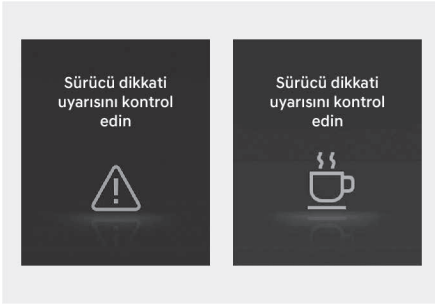 Sürücü dikkati
uyarısını kontrol
edin
Sürücü dikkati
uyarısını kontrol
edin